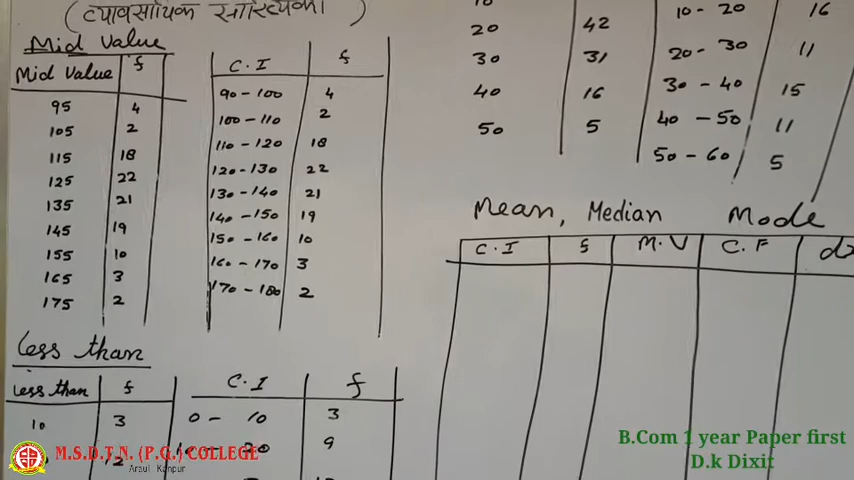 (व्यावसायिक सांख्यिकी)
Mid Value
Mid Value f
95 4
105 2
115 18
125 22
135 21
145 19
155 10
165 3
175 2
C.I f
90-100 4
100-110 2
110-120 18
120-130 22
130-140 21
140-150 19
150-160 10
160-170 3
170-180 2
Less than
Less than f
10 3
12
C.I f
0-10 3
20 9
20 42 10-20 16
30 31 20-30 11
40 16 30-40 15
50 5 40-50 11
50-60 5
Mean, Median Mode
C.I f M.V C.F
M.S.D.T.N. (P.G.) COLLEGE
Araul Kanpur
B.Com 1 year Paper first
D.k Dixit